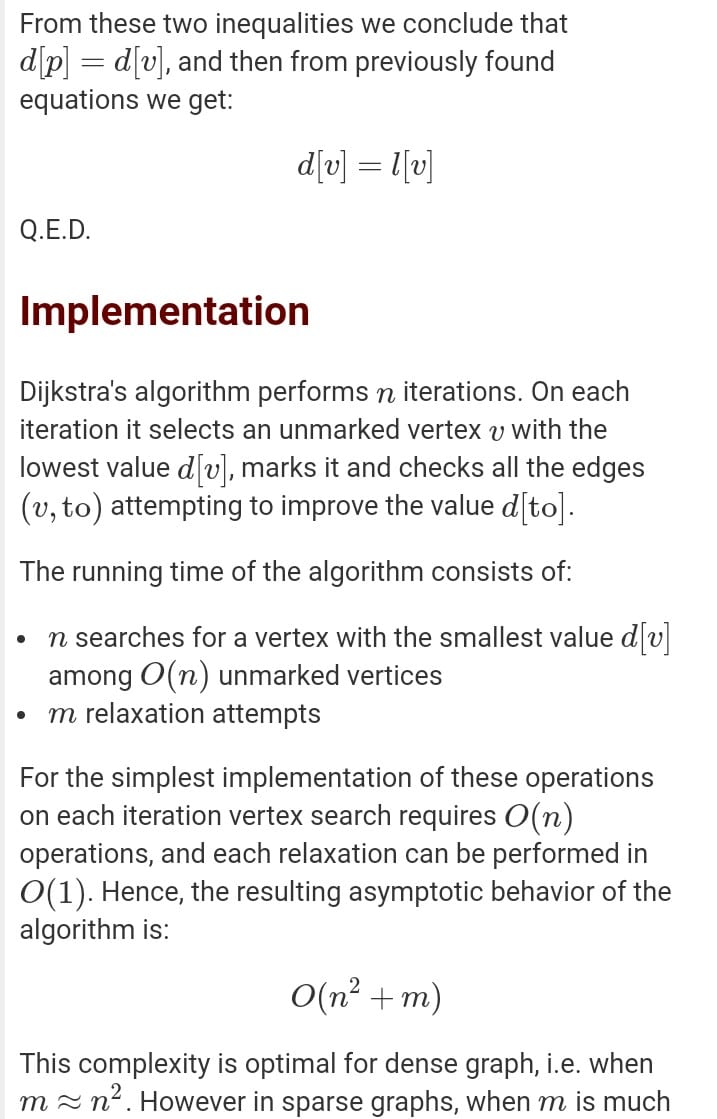 From these two inequalities we conclude that
d[p] = d[v], and then from previously found
equations we get:
d[v] = l[v]
Q.E.D.
Implementation
Dijkstra's algorithm performs n iterations. On each
iteration it selects an unmarked vertex v with the
lowest value d[v], marks it and checks all the edges
(v, to) attempting to improve the value d[to].
The running time of the algorithm consists of:
• n searches for a vertex with the smallest value d[v]
among O(n) unmarked vertices
• m relaxation attempts
For the simplest implementation of these operations
on each iteration vertex search requires O(n)
operations, and each relaxation can be performed in
O(1). Hence, the resulting asymptotic behavior of the
algorithm is:
O(n² + m)
This complexity is optimal for dense graph, i.e. when
m ≈ n². However in sparse graphs, when m is much